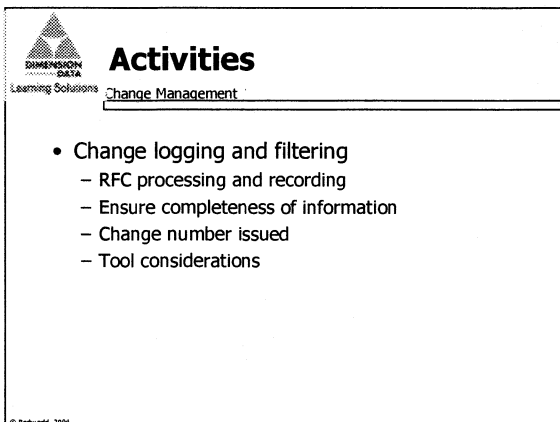 DIMENSION
DATA
Learning Solutions
Activities
Change Management
• Change logging and filtering
– RFC processing and recording
– Ensure completeness of information
– Change number issued
– Tool considerations
©